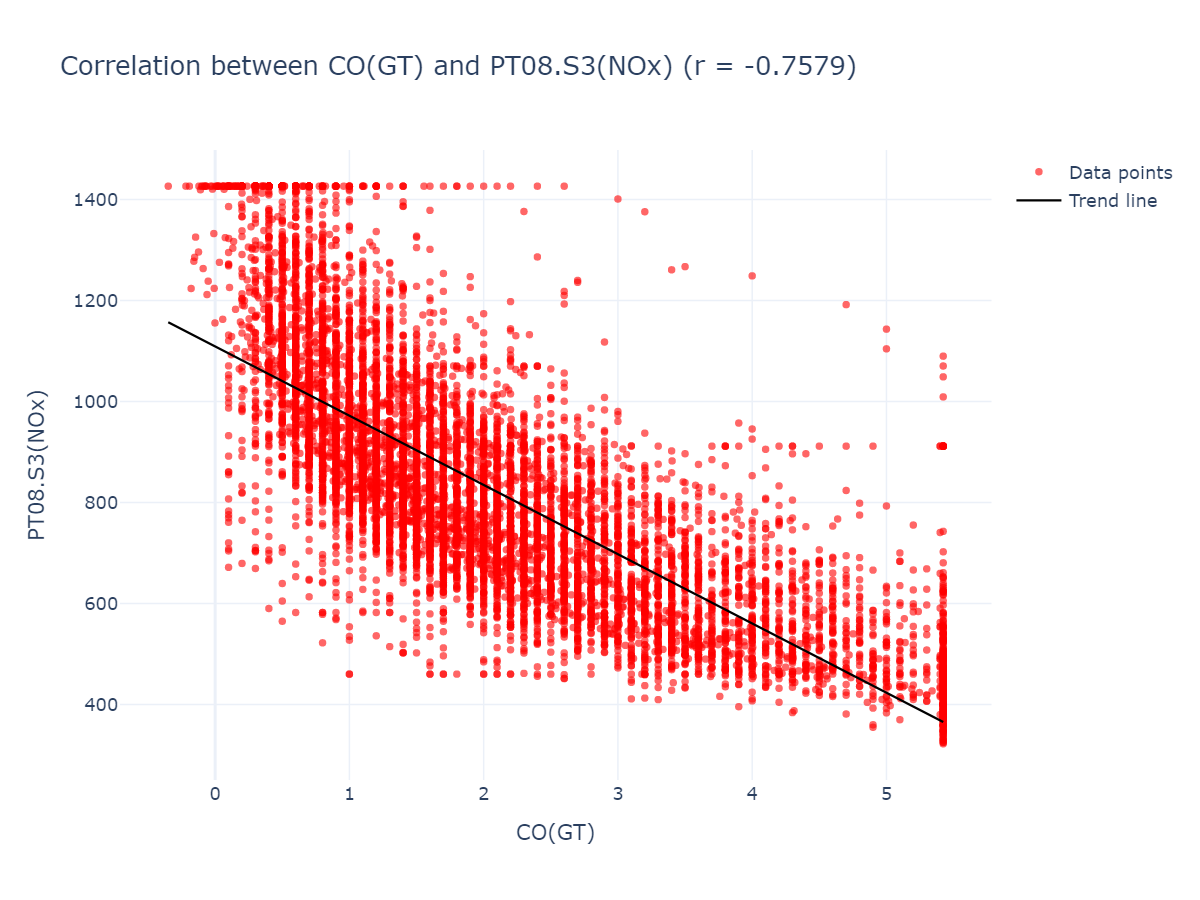 Correlation between CO(GT) and PT08.S3(NOx) (r = -0.7579)
Data points
Trend line
PT08.S3(NOx)
1400
1200
1000
800
600
400
0 1 2 3 4 5
CO(GT)